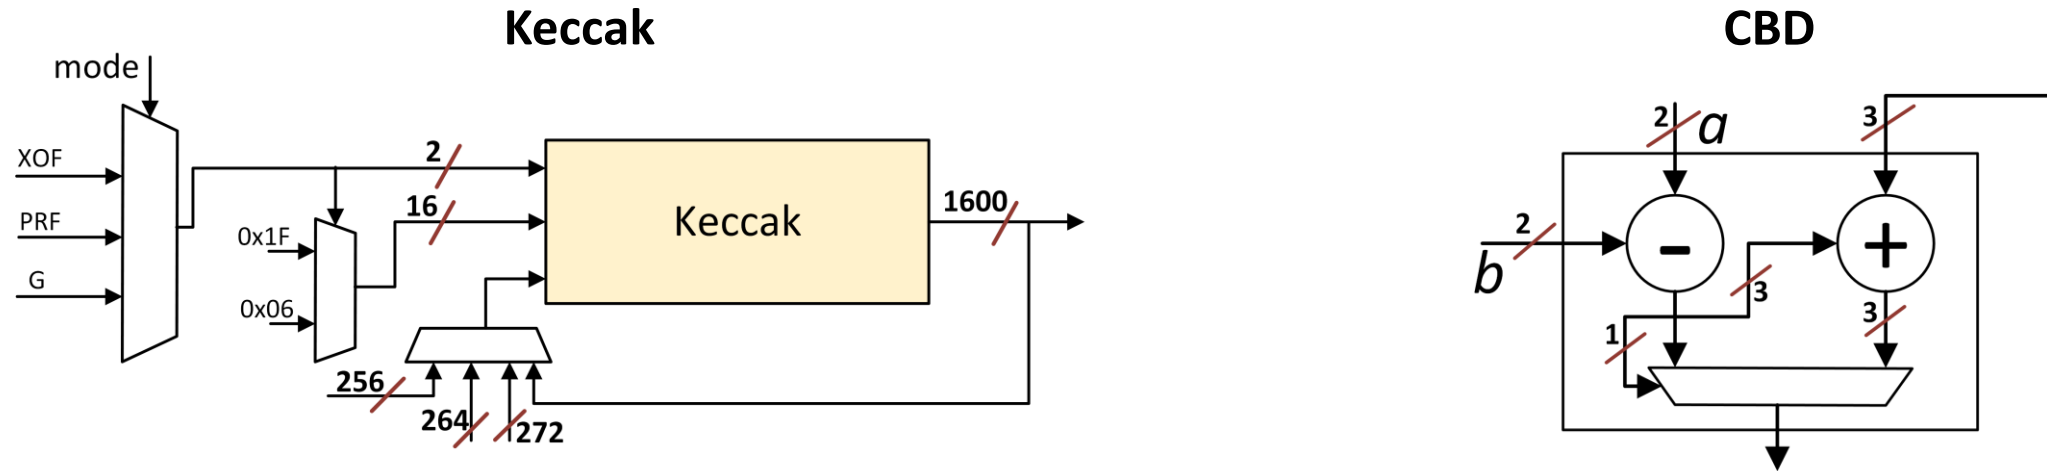 Keccak
CBD
mode
XOF
PRF
G
0x1F
0x06
2
16
Keccak
1600
256
264
272
2
a
3
2
b
3
1
3
-
+